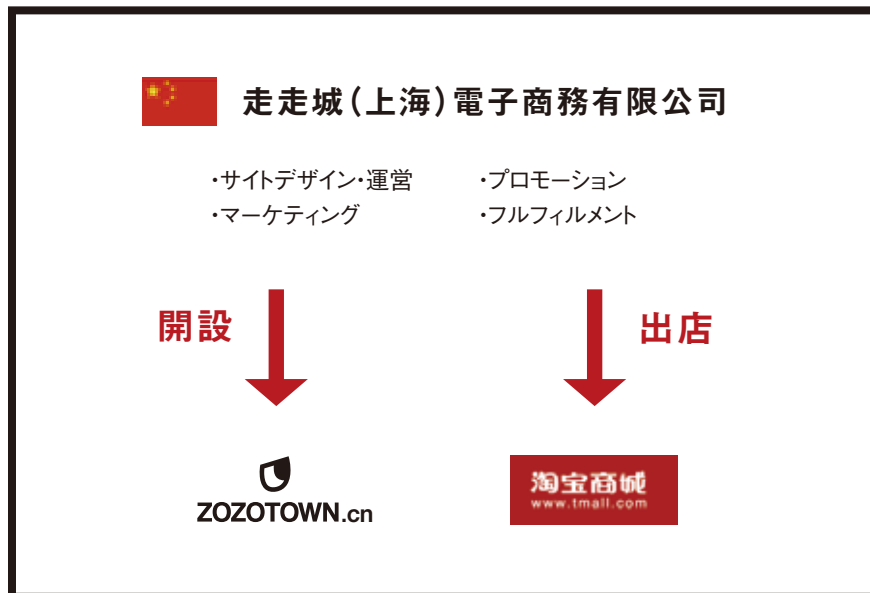 走走城(上海)電子商務有限公司
・サイトデザイン・運営
・マーケティング
・プロモーション
・フルフィルメント
開設
出店
ZOZOTOWN.cn
淘宝商城
www.tmall.com